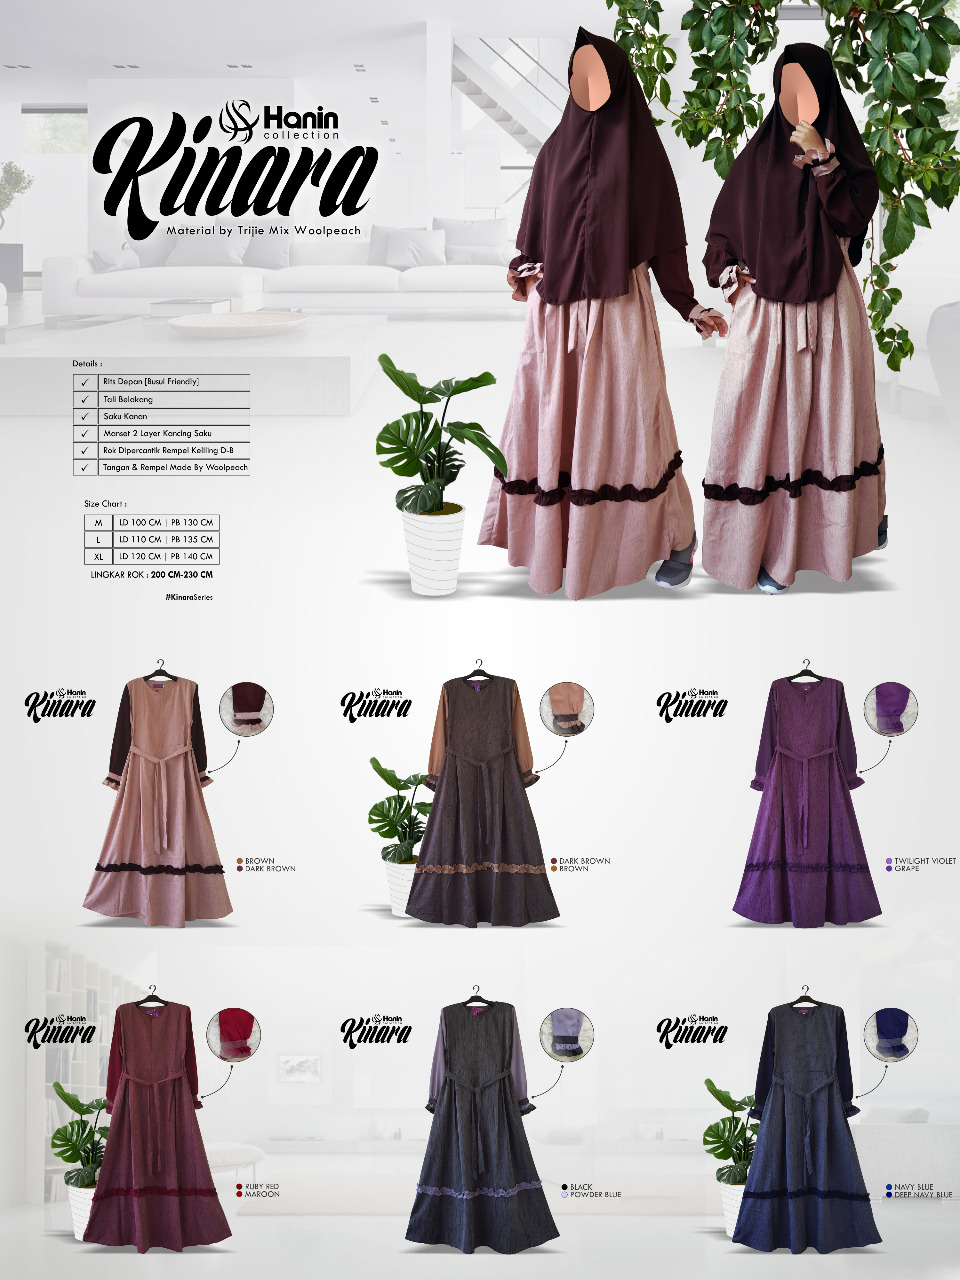 Hanin
collection
Kinara
Material by Trijie Mix Woolpeach
Details :
✓ Rits Depan [Busui Friendly]
✓ Tali Belakang
✓ Saku Kanan
✓ Manset 2 Layer Kancing Saku
✓ Rok Dipercantik Rempel Keliling D-B
✓ Tangan & Rempel Made By Woolpeach
Size Chart :
M LD 100 CM | PB 130 CM
L LD 110 CM | PB 135 CM
XL LD 120 CM | PB 140 CM
LINGKAR ROK : 200 CM-230 CM
#KinaraSeries
Hanin
Kinara
BROWN
DARK BROWN
Hanin
Kinara
DARK BROWN
BROWN
Hanin
Kinara
TWILIGHT VIOLET
GRAPE
Hanin
Kinara
RUBY RED
MAROON
Hanin
Kinara
BLACK
POWDER BLUE
Hanin
Kinara
NAVY BLUE
DEEP NAVY BLUE